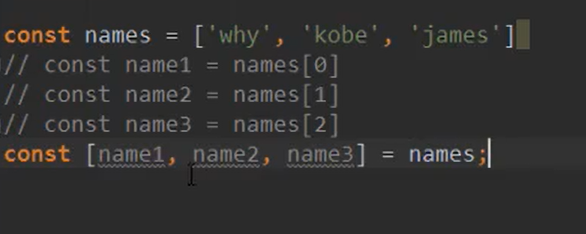 const names = ['why', 'kobe', 'james']
// const name1 = names[0]
// const name2 = names[1]
// const name3 = names[2]
const [name1, name2, name3] = names;